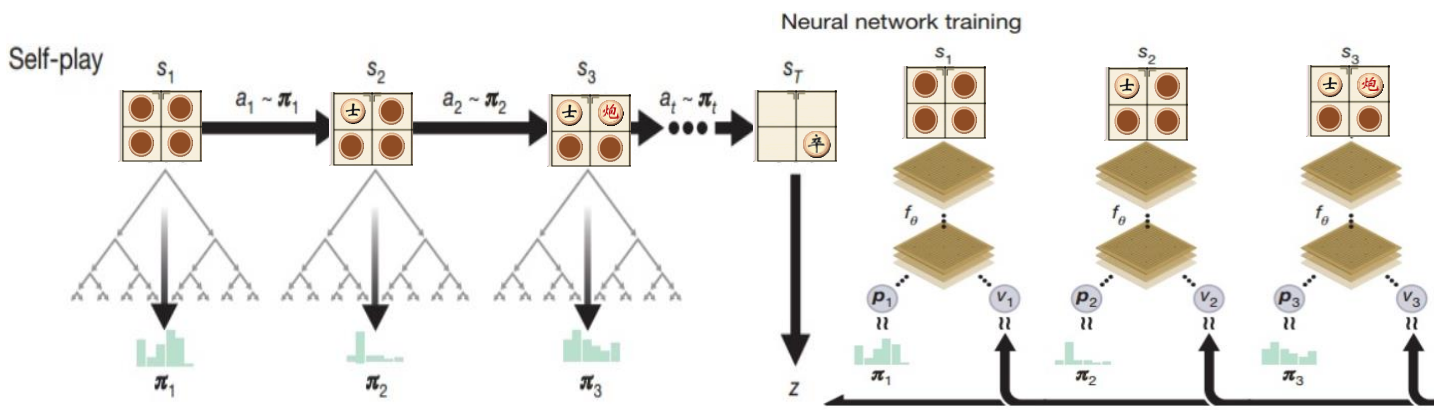 Neural network training
Self-play
s1 s2 s3 sT
a1 ~ π1 a2 ~ π2 at ~ πt
士
士 炮
卒
π1 π2 π3 z
s1 s2 s3
士
士 炮
fθ fθ fθ
p1 v1 p2 v2 p3 v3
≈ ≈ ≈ ≈ ≈ ≈
π1 π2 π3